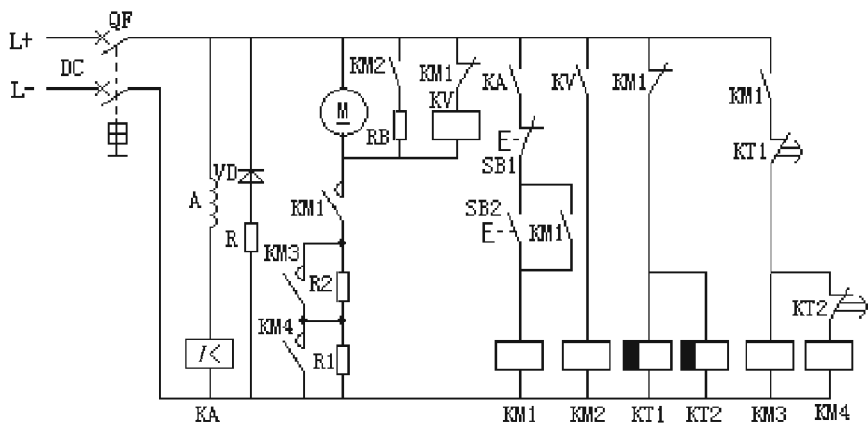 L+ QF
DC
L-
KM2
KM1
KV
KA
KV
KM1
KM1
M
RB
E
SB1
KT1
VD
A
R
KM1
SB2
E
KM1
KM3
R2
KT2
KM4
I<
R1
KA
KM1 KM2 KT1 KT2 KM3 KM4